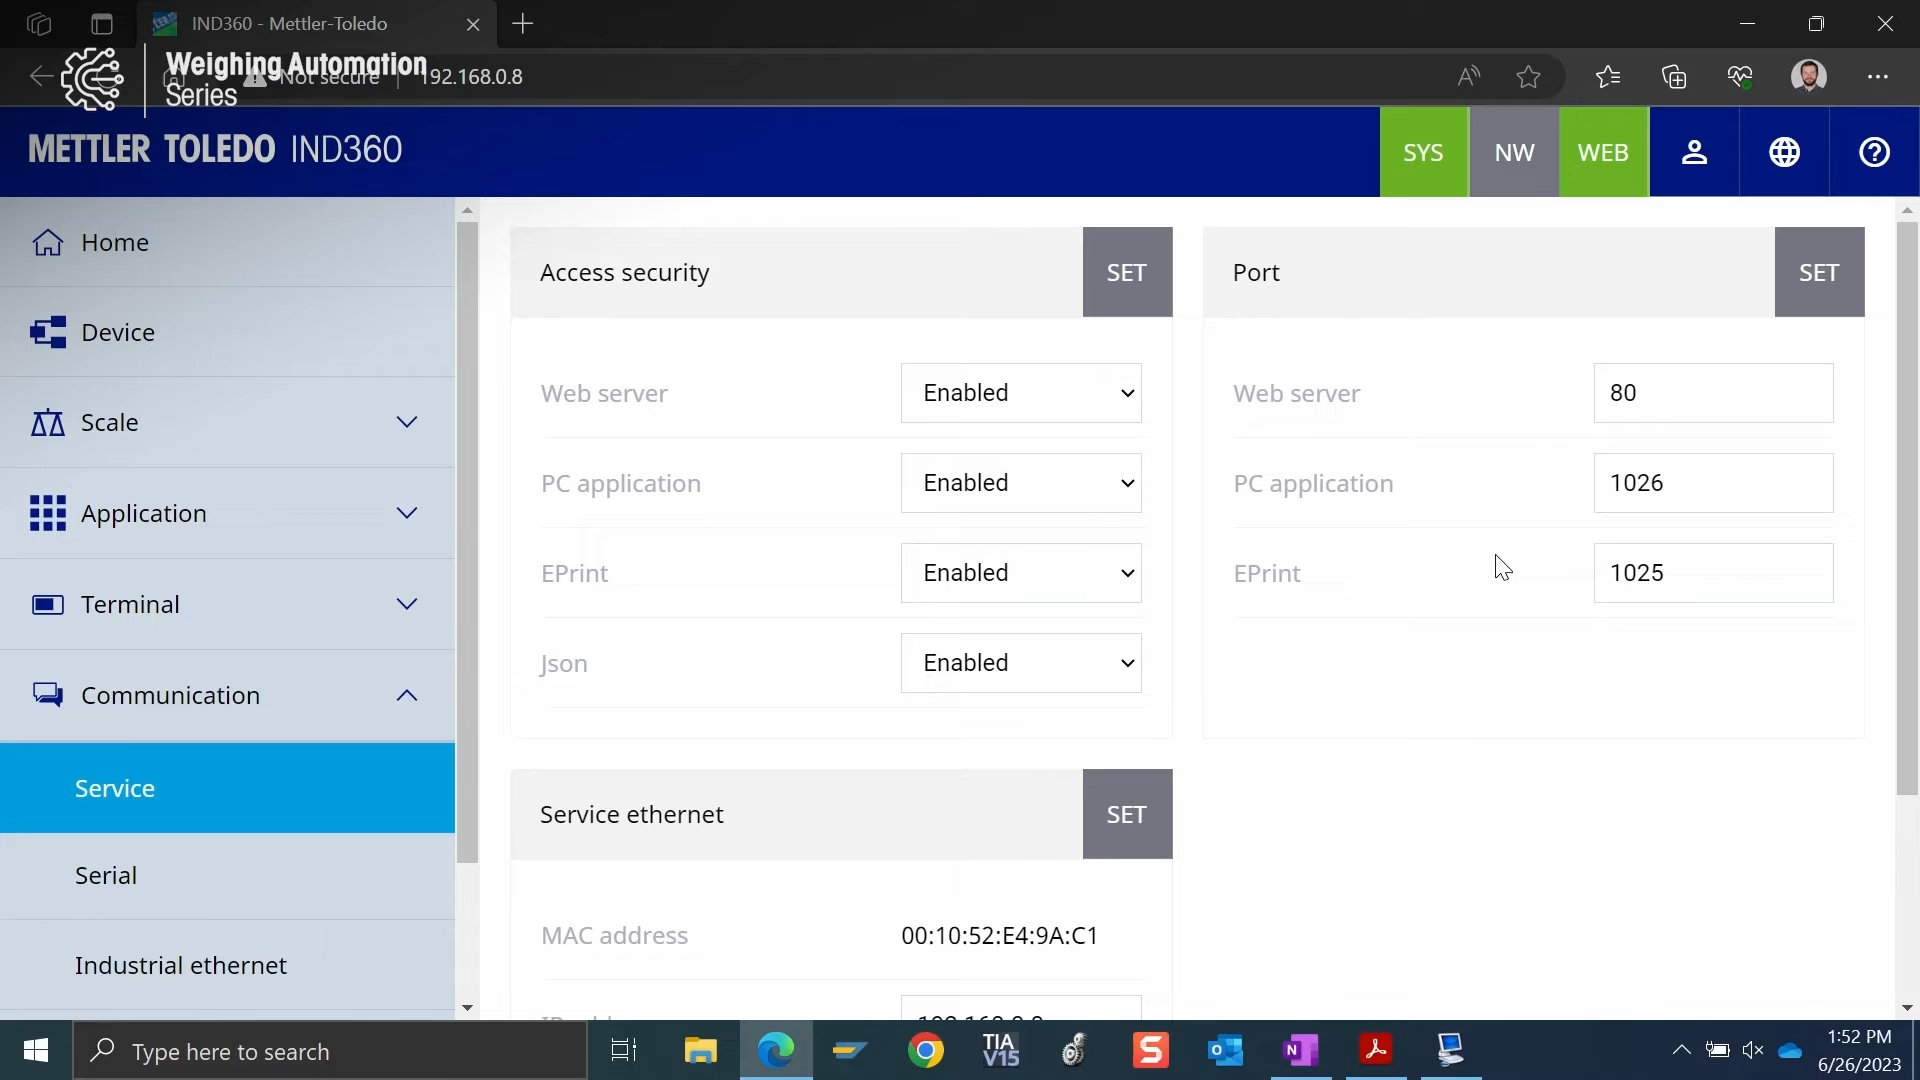 IND360 - Mettler-Toledo
Weighing Automation
Series
Not secure
192.168.0.8
METTLER TOLEDO IND360
SYS
NW
WEB
Home
Device
Scale
Application
Terminal
Communication
Service
Serial
Industrial ethernet
Access security
SET
Web server
Enabled
PC application
Enabled
EPrint
Enabled
Json
Enabled
Port
SET
Web server
80
PC application
1026
EPrint
1025
Service ethernet
SET
MAC address
00:10:52:E4:9A:C1
Type here to search
TIA
V15
1:52 PM
6/26/2023